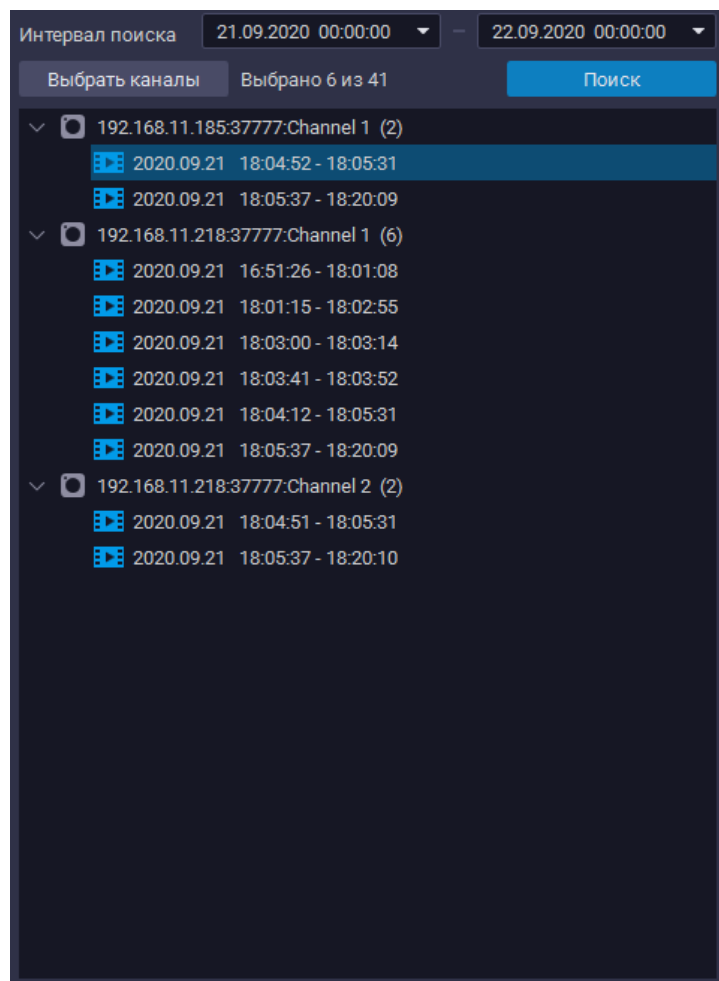 Интервал поиска 21.09.2020 00:00:00 – 22.09.2020 00:00:00
Выбрать каналы Выбрано 6 из 41 Поиск
192.168.11.185:37777:Channel 1 (2)
2020.09.21 18:04:52 - 18:05:31
2020.09.21 18:05:37 - 18:20:09
192.168.11.218:37777:Channel 1 (6)
2020.09.21 16:51:26 - 18:01:08
2020.09.21 18:01:15 - 18:02:55
2020.09.21 18:03:00 - 18:03:14
2020.09.21 18:03:41 - 18:03:52
2020.09.21 18:04:12 - 18:05:31
2020.09.21 18:05:37 - 18:20:09
192.168.11.218:37777:Channel 2 (2)
2020.09.21 18:04:51 - 18:05:31
2020.09.21 18:05:37 - 18:20:10